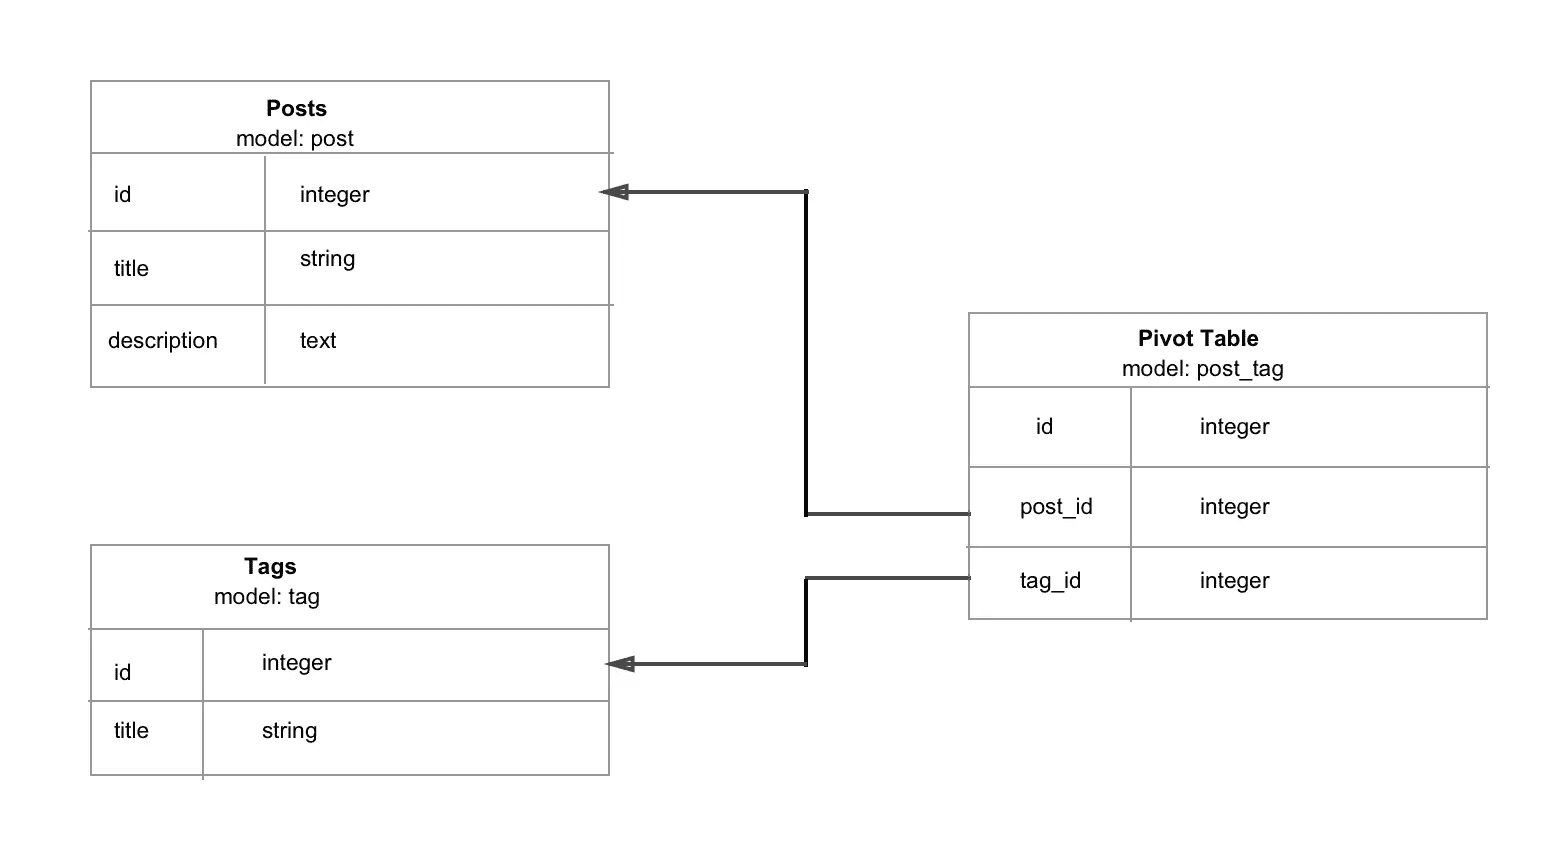 Posts
model: post
id integer
title string
description text
Pivot Table
model: post_tag
id integer
post_id integer
tag_id integer
Tags
model: tag
id integer
title string